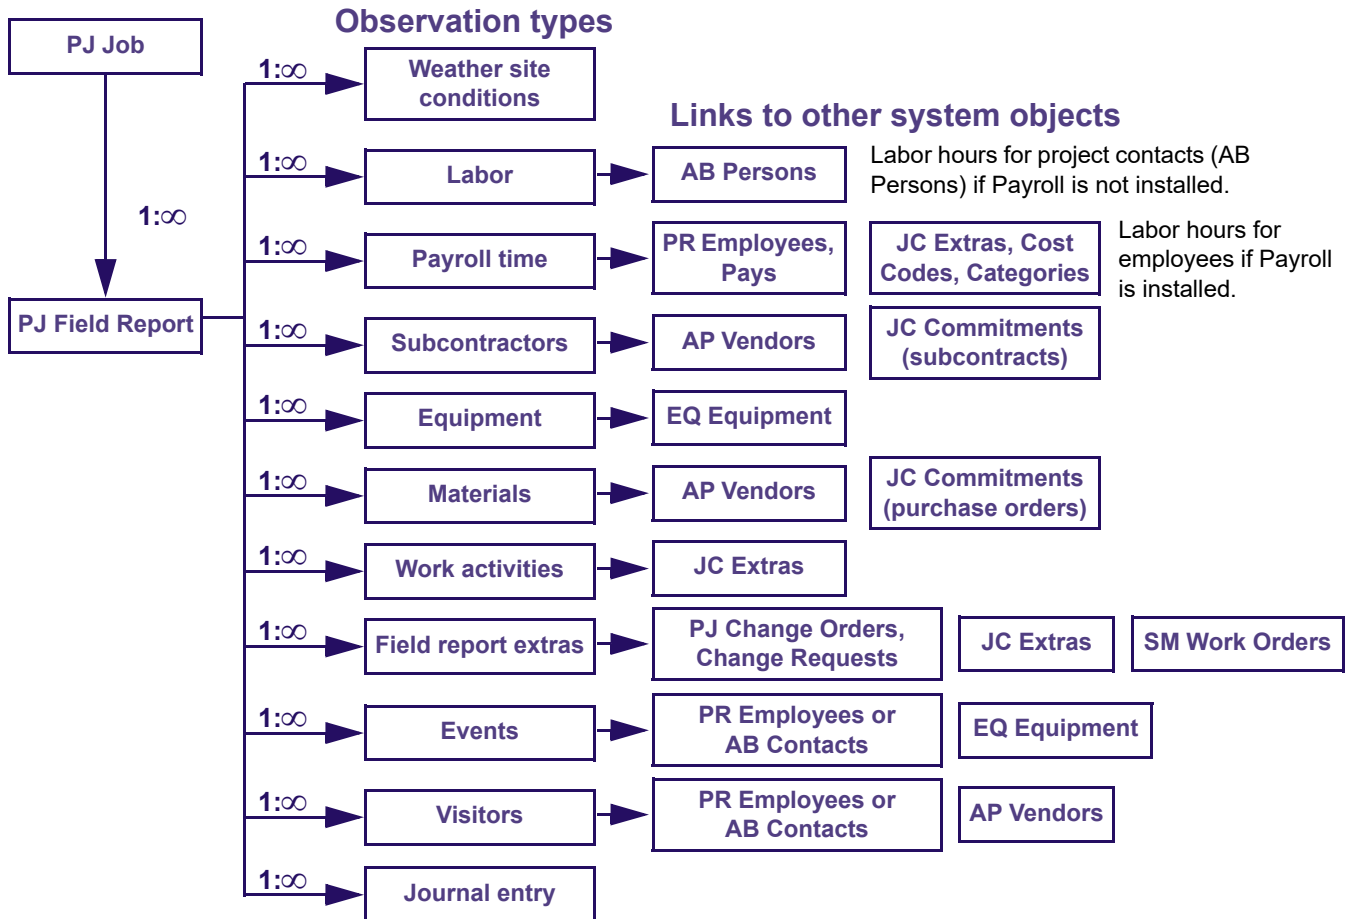 Observation types
PJ Job
1:∞
Weather site
conditions
Links to other system objects
1:∞
Labor
AB Persons
Labor hours for project contacts (AB
Persons) if Payroll is not installed.
1:∞
PJ Field Report
1:∞
Payroll time
PR Employees,
Pays
JC Extras, Cost
Codes, Categories
Labor hours for
employees if Payroll
is installed.
1:∞
Subcontractors
AP Vendors
JC Commitments
(subcontracts)
1:∞
Equipment
EQ Equipment
1:∞
Materials
AP Vendors
JC Commitments
(purchase orders)
1:∞
Work activities
JC Extras
1:∞
Field report extras
PJ Change Orders,
Change Requests
JC Extras
SM Work Orders
1:∞
Events
PR Employees or
AB Contacts
EQ Equipment
1:∞
Visitors
PR Employees or
AB Contacts
AP Vendors
1:∞
Journal entry